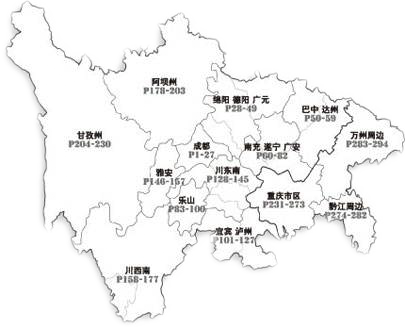 阿坝州
P178-203
绵阳 德阳 广元
P28-49
巴中 达州
P50-59
甘孜州
P204-230
成都
P1-27
南充 遂宁 广安
P60-82
万州周边
P283-294
雅安
P146-157
川东南
P128-145
乐山
P83-100
重庆市区
P231-273
黔江周边
P274-282
宜宾 泸州
P101-127
川西南
P158-177